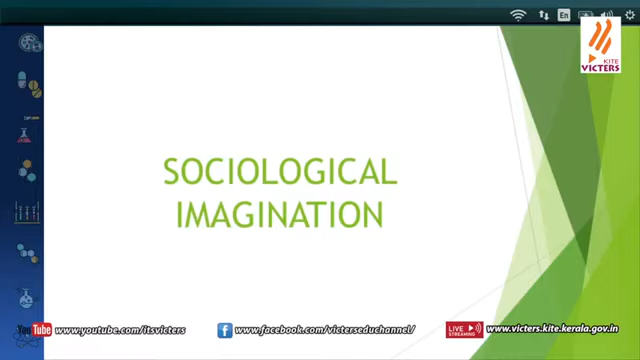 En
KITE
VICTERS
SOCIOLOGICAL
IMAGINATION
YouTube www.youtube.com/itsvicters
f www.facebook.com/victerseduchannel/
LIVE STREAMING www.victers.kite.kerala.gov.in